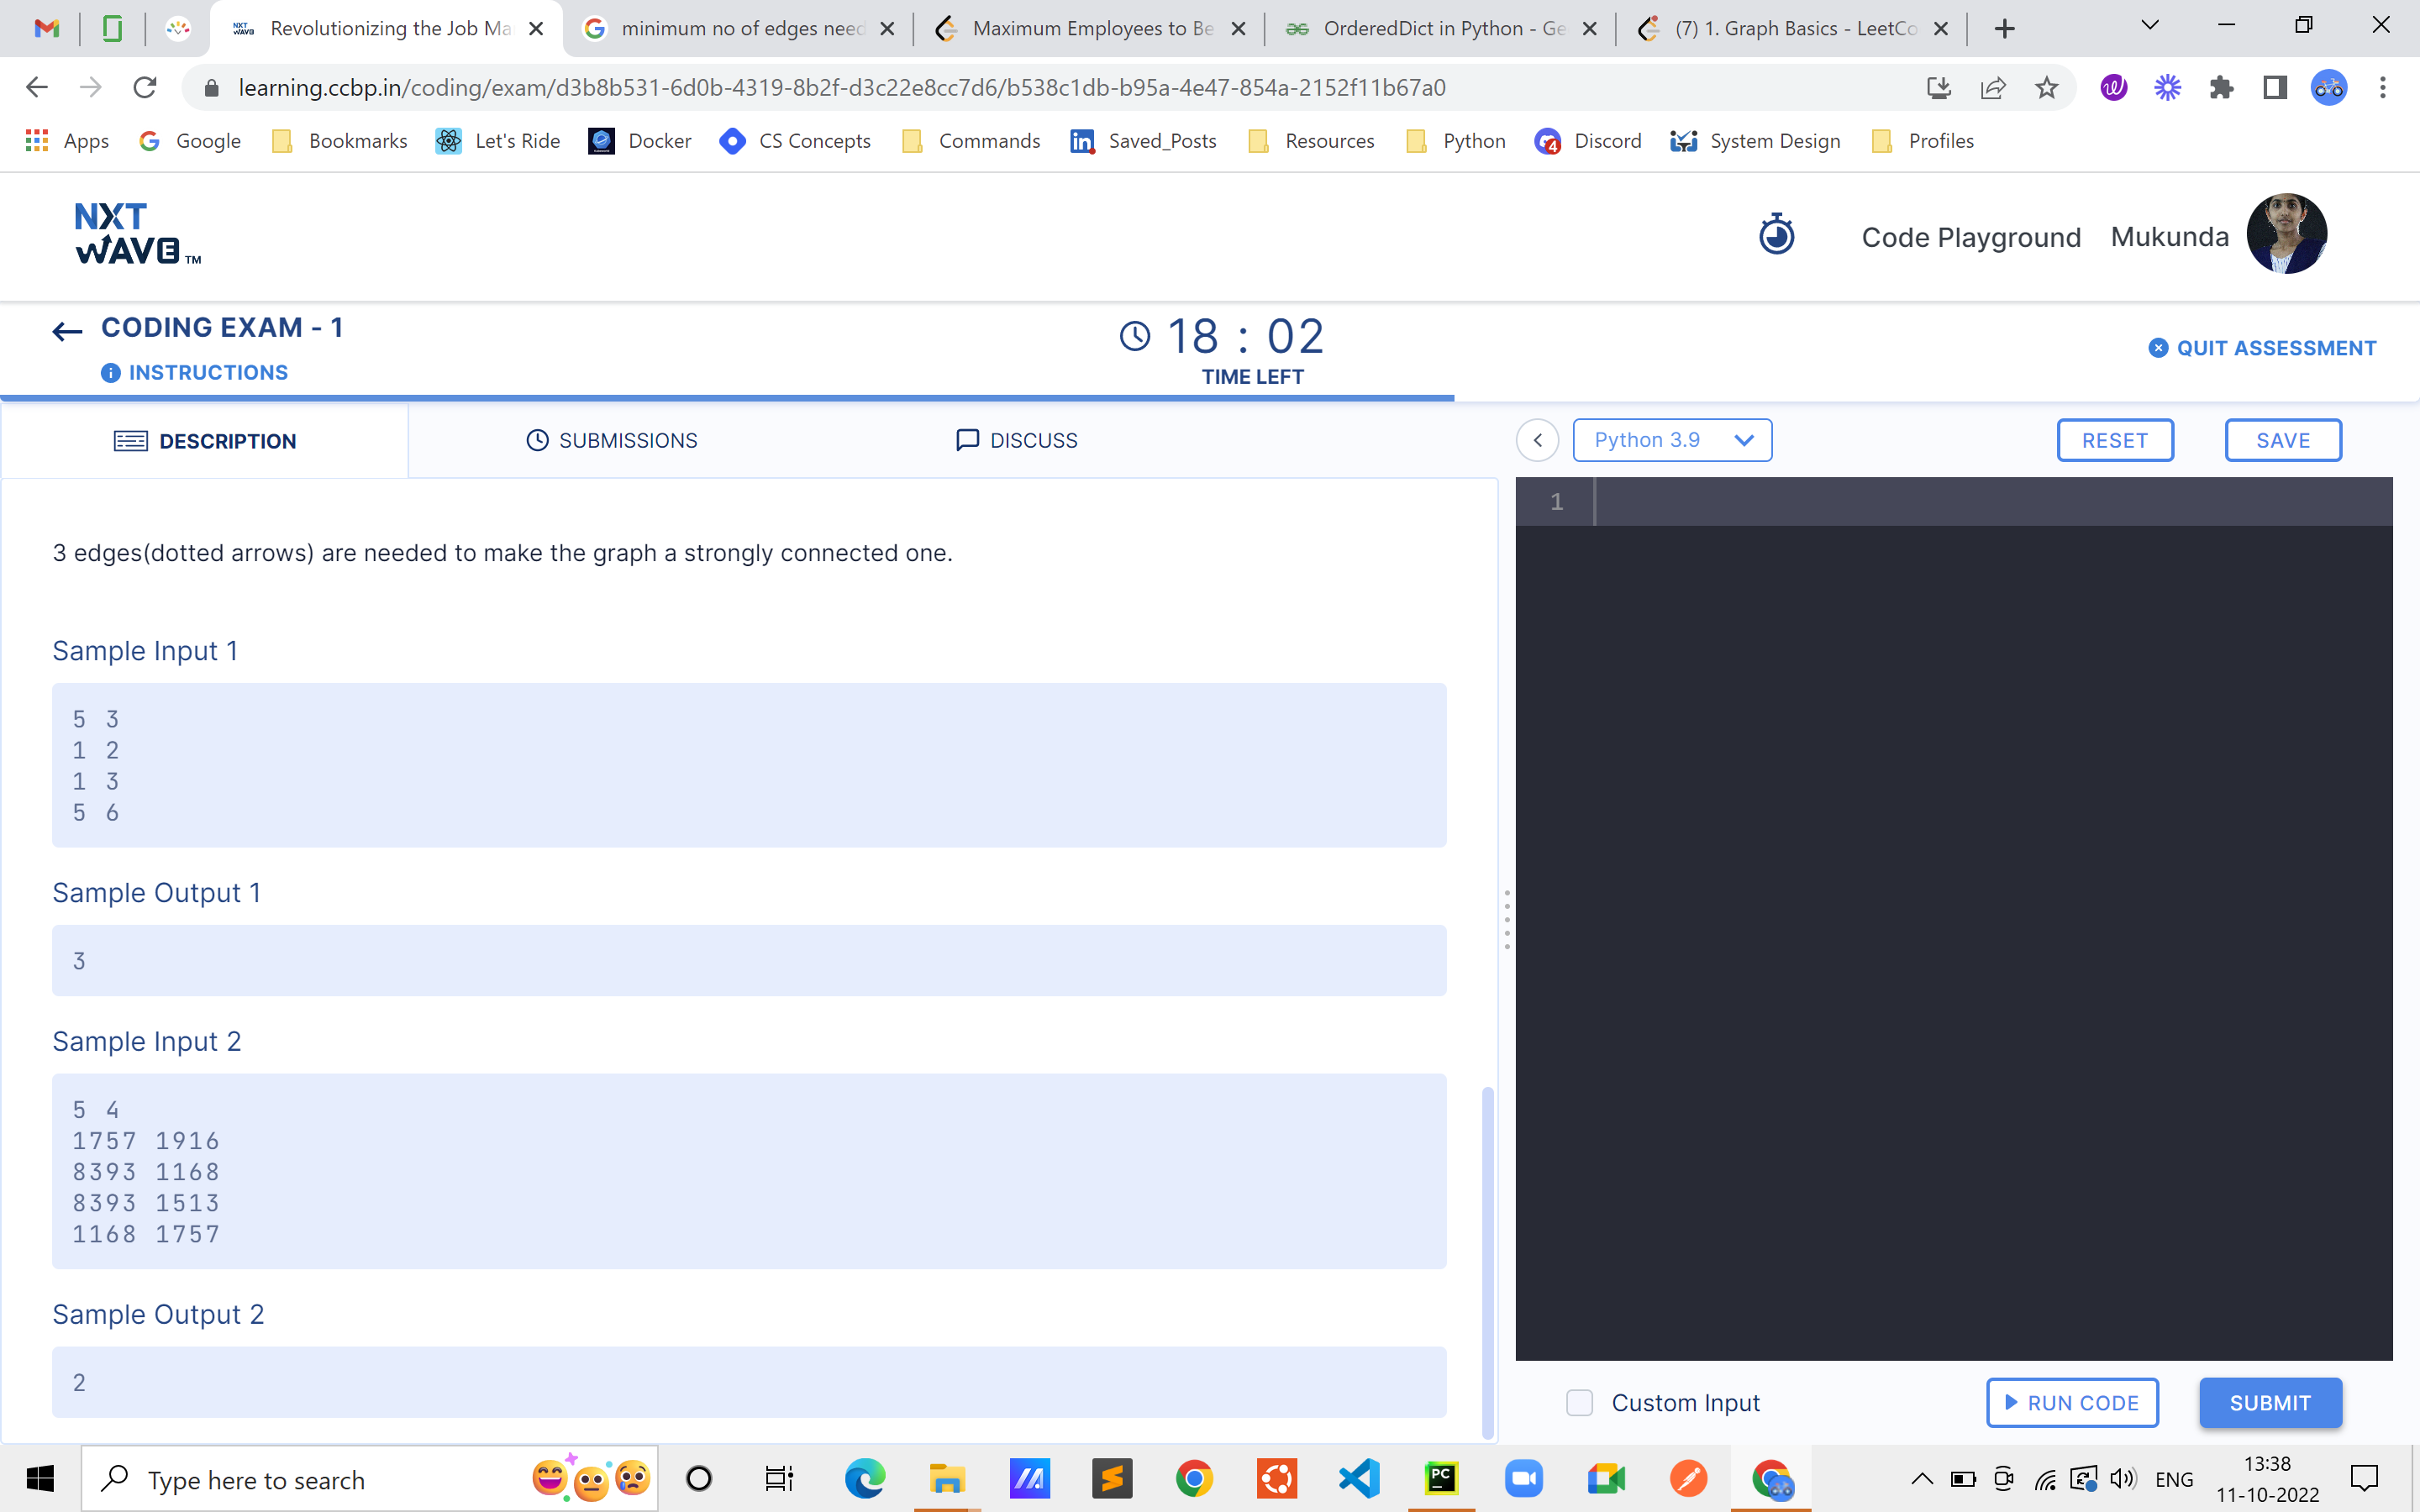 Revolutionizing the Job Ma
minimum no of edges need
Maximum Employees to Be
OrderedDict in Python - Ge
(7) 1. Graph Basics - LeetCo
learning.ccbp.in/coding/exam/d3b8b531-6d0b-4319-8b2f-d3c22e8cc7d6/b538c1db-b95a-4e47-854a-2152f11b67a0
Apps
Google
Bookmarks
Let's Ride
Docker
CS Concepts
Commands
Saved_Posts
Resources
Python
4
Discord
System Design
Profiles
NXT
WAVE TM
Code Playground
Mukunda
CODING EXAM - 1
INSTRUCTIONS
18 : 02
TIME LEFT
QUIT ASSESSMENT
DESCRIPTION
SUBMISSIONS
DISCUSS
Python 3.9
RESET
SAVE
1
3 edges(dotted arrows) are needed to make the graph a strongly connected one.
Sample Input 1
5 3
1 2
1 3
5 6
Sample Output 1
3
Sample Input 2
5 4
1757 1916
8393 1168
8393 1513
1168 1757
Sample Output 2
2
Custom Input
RUN CODE
SUBMIT
Type here to search
PC
ENG
13:38
11-10-2022